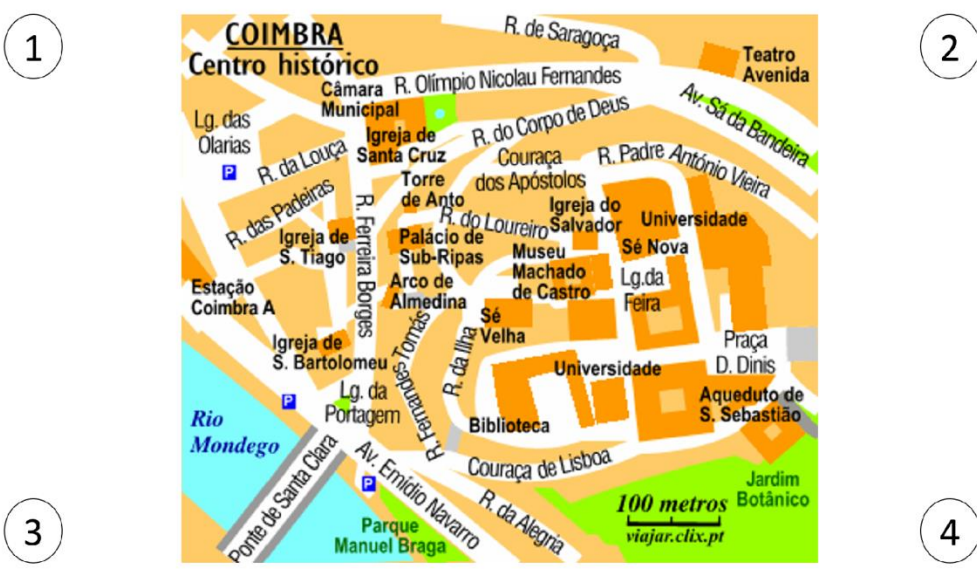 1
2
COIMBRA
Centro histórico
R. de Saragoça
Teatro
Avenida
R. Olímpio Nicolau Fernandes
Câmara
Municipal
Av. Sá da Bandeira
Lg. das
Olarias
P
R. da Louça
Igreja de
Santa Cruz
R. do Corpo de Deus
Couraça
dos Apóstolos
R. Padre António Vieira
Torre
de Anto
R. das Padeiras
R. Ferreira Borges
R. do Loureiro
Igreja do
Salvador
Universidade
Igreja de
S. Tiago
Palácio de
Sub-Ripas
Museu
Machado
de Castro
Sé Nova
Lg.da
Feira
Estação
Coimbra A
Arco de
Almedina
Sé
Velha
Igreja de
S. Bartolomeu
R. Fernandes Tomás
R. da Ilha
Universidade
Praça
D. Dinis
Lg. da
Portagem
P
Aqueduto de
S. Sebastião
Rio
Mondego
Biblioteca
Ponte de Santa Clara
P
Av. Emídio Navarro
Couraça de Lisboa
R. da Alegria
Jardim
Botânico
Parque
Manuel Braga
100 metros
viajar.clix.pt
3
4